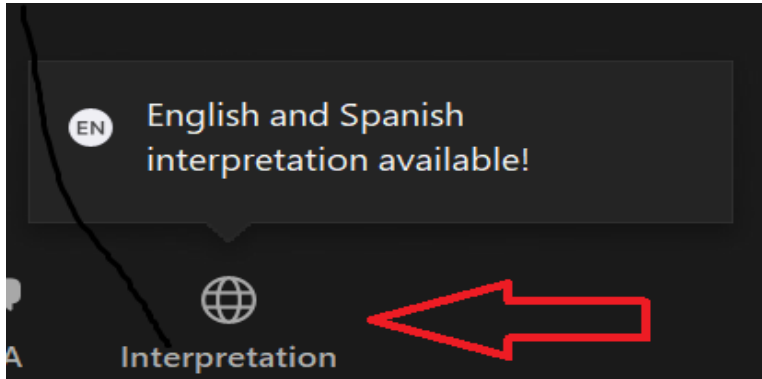 EN
English and Spanish
interpretation available!
A
Interpretation